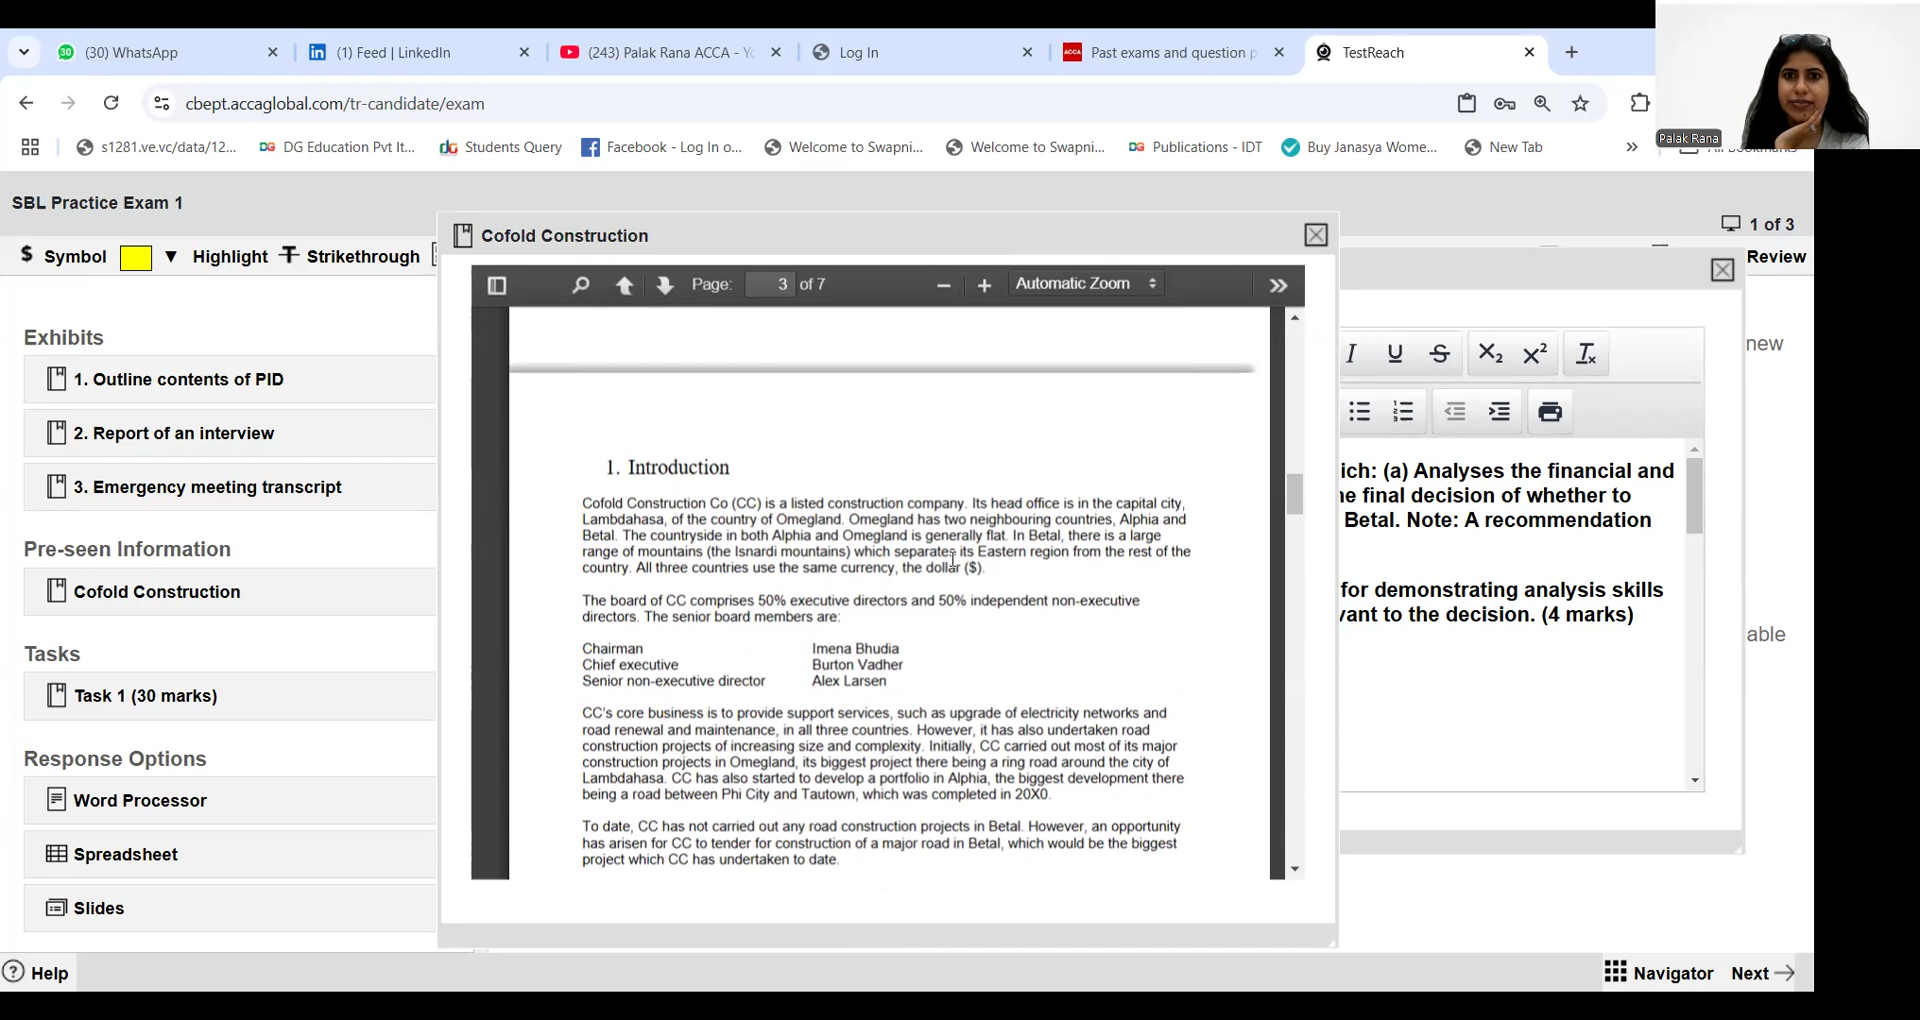 (30) WhatsApp
(1) Feed | LinkedIn
(243) Palak Rana ACCA - Yo
Log In
Past exams and question p
TestReach
cbept.accaglobal.com/tr-candidate/exam
Palak Rana
s1281.ve.vc/data/12...
DG Education Pvt It...
Students Query
Facebook - Log In o...
Welcome to Swapni...
Welcome to Swapni...
Publications - IDT
Buy Janasya Wome...
New Tab
All Bookmarks
SBL Practice Exam 1
1 of 3
Symbol
Highlight
Strikethrough
Review
Cofold Construction
Page: 3 of 7
Automatic Zoom
Exhibits
1. Outline contents of PID
2. Report of an interview
3. Emergency meeting transcript
Pre-seen Information
Cofold Construction
Tasks
Task 1 (30 marks)
Response Options
Word Processor
Spreadsheet
Slides
1. Introduction
Cofold Construction Co (CC) is a listed construction company. Its head office is in the capital city,
Lambdahasa, of the country of Omegland. Omegland has two neighbouring countries, Alphia and
Betal. The countryside in both Alphia and Omegland is generally flat. In Betal, there is a large
range of mountains (the Isnardi mountains) which separates its Eastern region from the rest of the
country. All three countries use the same currency, the dollar ($).
The board of CC comprises 50% executive directors and 50% independent non-executive
directors. The senior board members are:
Chairman Imena Bhudia
Chief executive Burton Vadher
Senior non-executive director Alex Larsen
CC's core business is to provide support services, such as upgrade of electricity networks and
road renewal and maintenance, in all three countries. However, it has also undertaken road
construction projects of increasing size and complexity. Initially, CC carried out most of its major
construction projects in Omegland, its biggest project there being a ring road around the city of
Lambdahasa. CC has also started to develop a portfolio in Alphia, the biggest development there
being a road between Phi City and Tautown, which was completed in 20X0.
To date, CC has not carried out any road construction projects in Betal. However, an opportunity
has arisen for CC to tender for construction of a major road in Betal, which would be the biggest
project which CC has undertaken to date.
new
ich: (a) Analyses the financial and
e final decision of whether to
Betal. Note: A recommendation
for demonstrating analysis skills
vant to the decision. (4 marks)
able
Help
Navigator
Next